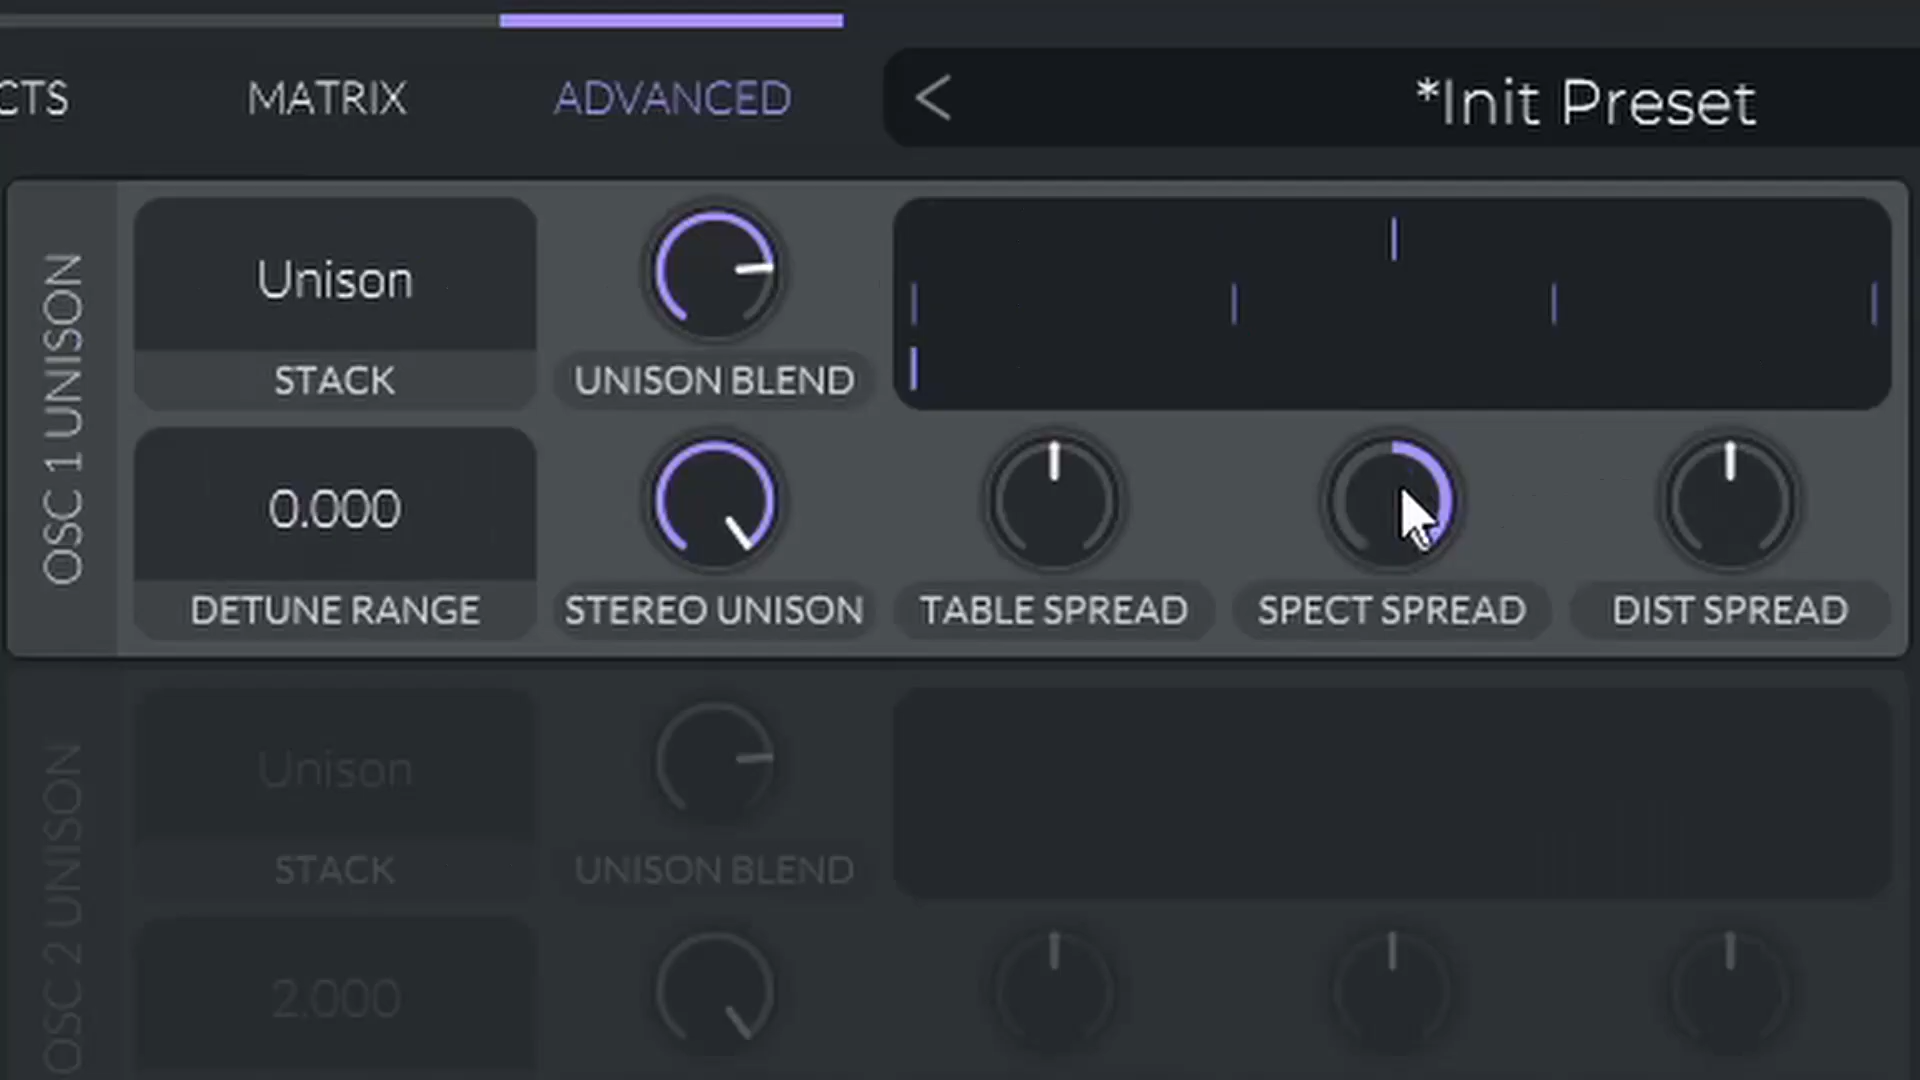 CTS MATRIX ADVANCED < *Init Preset
OSC 1 UNISON
Unison
STACK UNISON BLEND
0.000
DETUNE RANGE STEREO UNISON TABLE SPREAD SPECT SPREAD DIST SPREAD
OSC 2 UNISON
Unison
STACK UNISON BLEND
2.000